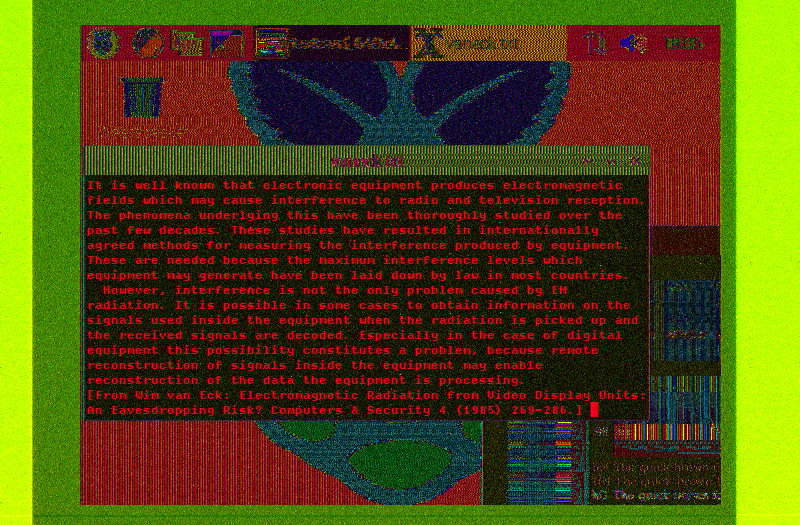 It is well known that electronic equipment produces electromagnetic
fields which may cause interference to radio and television reception.
The phenomena underlying this have been thoroughly studied over the
past few decades. These studies have resulted in internationally
agreed methods for measuring the interference produced by equipment.
These are needed because the maximum interference levels which
equipment may generate have been laid down by law in most countries.
However, interference is not the only problem caused by EM
radiation. It is possible in some cases to obtain information on the
signals used inside the equipment when the radiation is picked up and
the received signals are decoded. Especially in the case of digital
equipment this possibility constitutes a problem, because remote
reconstruction of signals inside the equipment may enable
reconstruction of the data the equipment is processing.
[From Wim van Eck: Electromagnetic Radiation from Video Display Units:
An Eavesdropping Risk? Computers & Security 4 (1985) 269-286.]
The quick brown